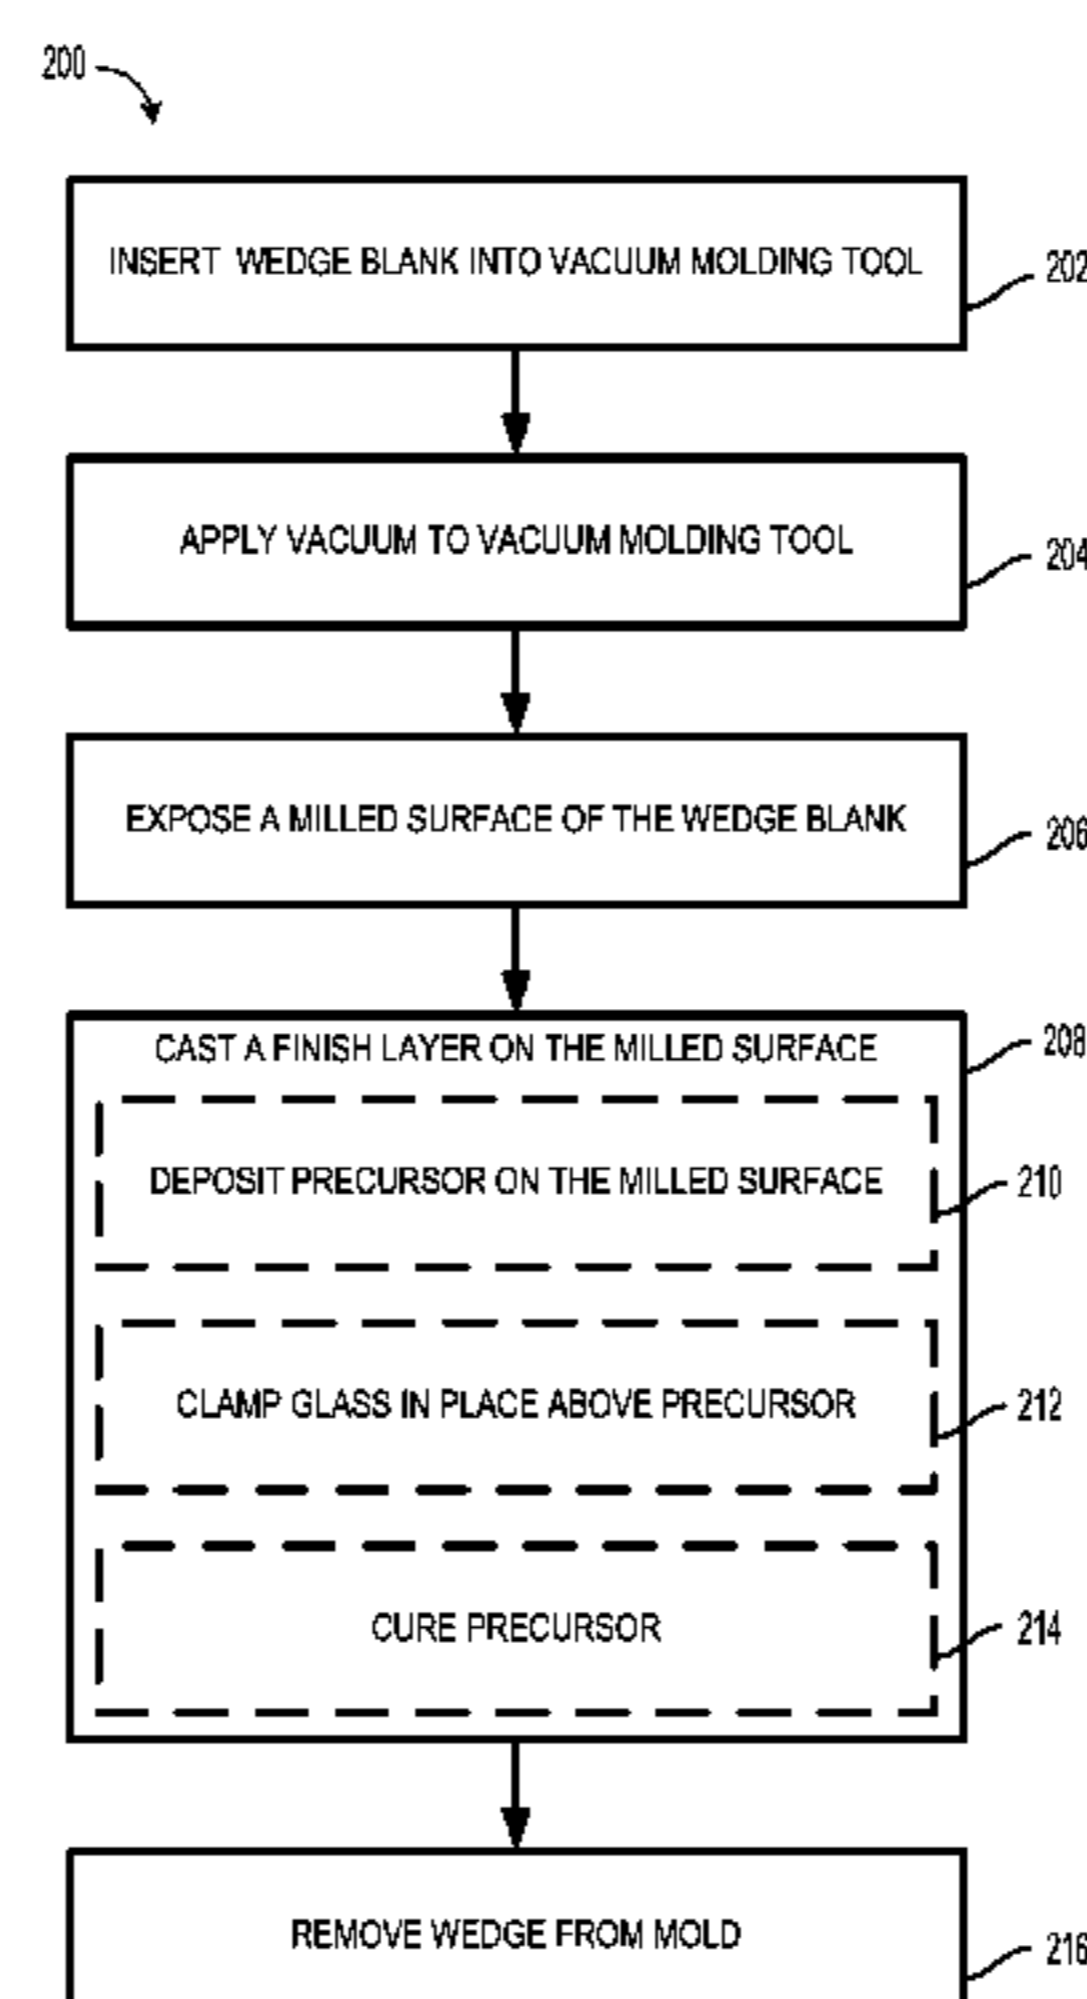 200
INSERT WEDGE BLANK INTO VACUUM MOLDING TOOL
202
APPLY VACUUM TO VACUUM MOLDING TOOL
204
EXPOSE A MILLED SURFACE OF THE WEDGE BLANK
206
CAST A FINISH LAYER ON THE MILLED SURFACE
208
DEPOSIT PRECURSOR ON THE MILLED SURFACE
210
CLAMP GLASS IN PLACE ABOVE PRECURSOR
212
CURE PRECURSOR
214
REMOVE WEDGE FROM MOLD
216